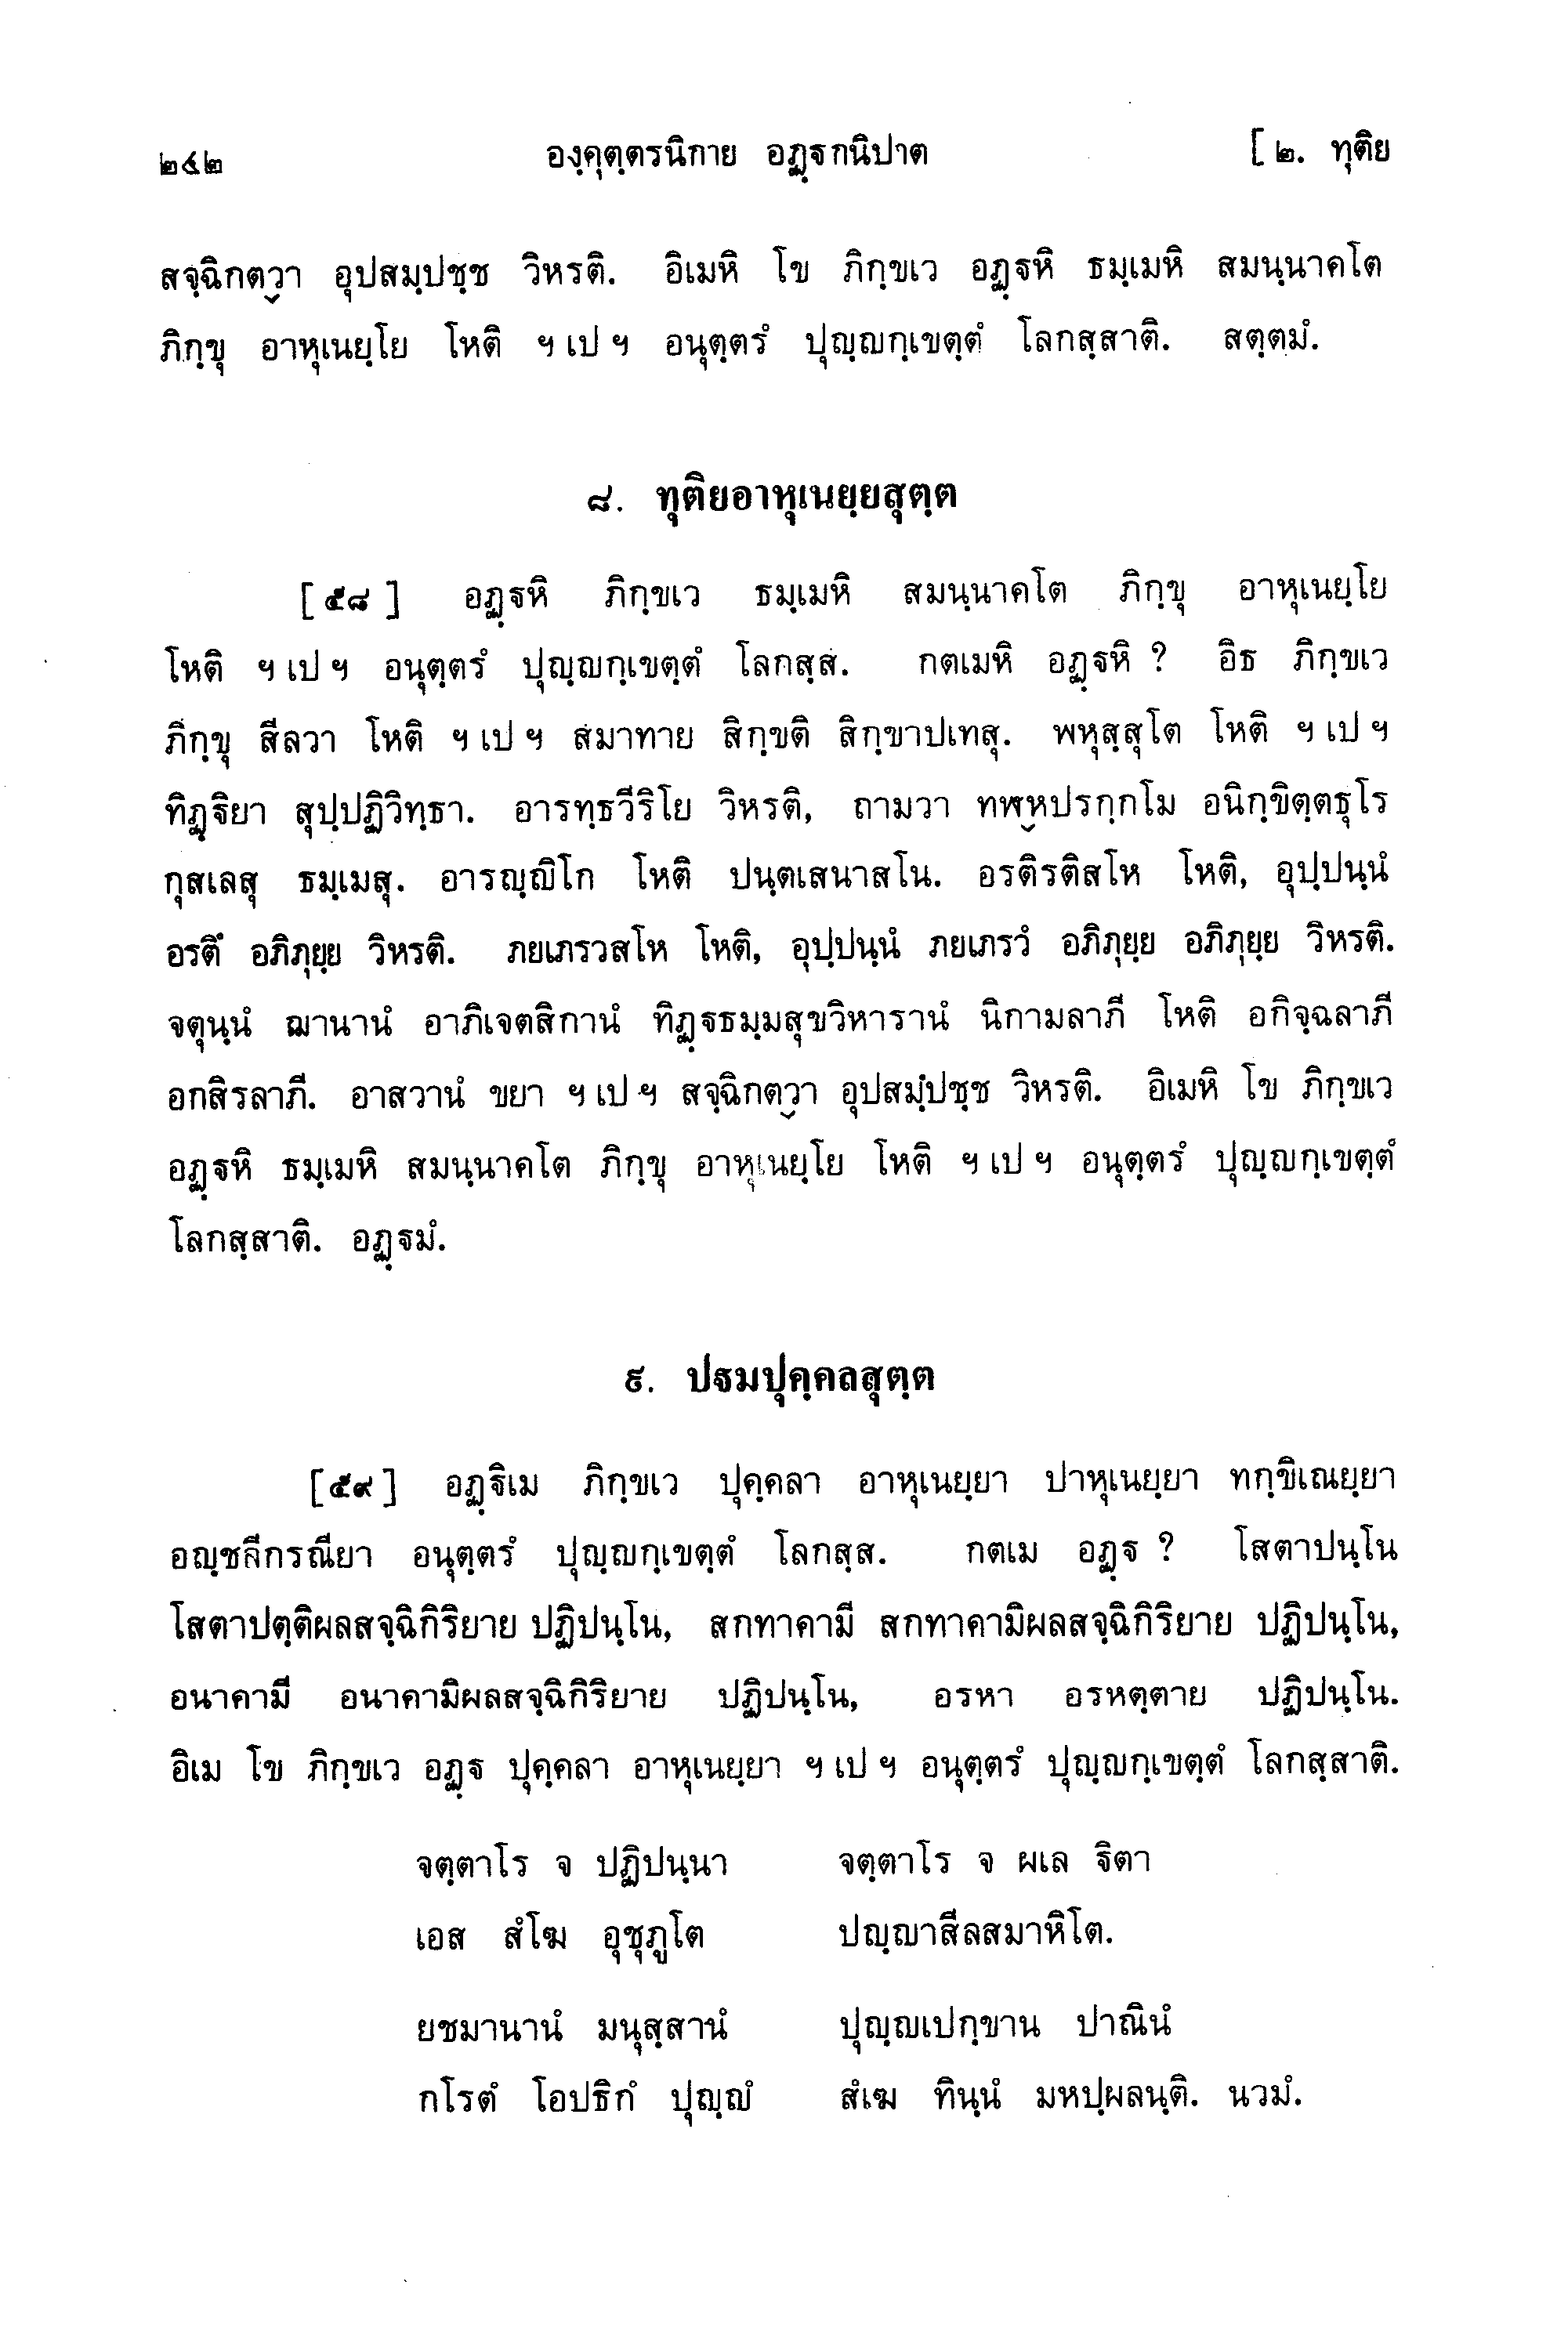 ๒๔๒ องฺคุตฺตรนิกาย อฏฺฐกนิปาต [ ๒. ทุติย
สจฺฉิกตฺวา อุปสมฺปชฺช วิหรติ. อิเมหิ โข ภิกฺขเว อฏฺฐหิ ธมฺเมหิ สมนฺนาคโต
ภิกฺขุ อาหุเนยฺโย โหติ ฯ เป ฯ อนุตฺตรํ ปุญฺญกฺเขตฺตํ โลกสฺสาติ. สตฺตมํ.
๘. ทุติยอาหุเนยฺยสุตฺต
[ ๕๘ ] อฏฺฐหิ ภิกฺขเว ธมฺเมหิ สมนฺนาคโต ภิกฺขุ อาหุเนยฺโย
โหติ ฯ เป ฯ อนุตฺตรํ ปุญฺญกฺเขตฺตํ โลกสฺส. กตเมหิ อฏฺฐหิ ? อิธ ภิกฺขเว
ภิกฺขุ สีลวา โหติ ฯ เป ฯ สมาทาย สิกฺขติ สิกฺขาปเทสุ. พหุสฺสุโต โหติ ฯ เป ฯ
ทิฏฺฐิยา สุปฺปฏิวิทฺธา. อารทฺธวีริโย วิหรติ, ถามวา ทฬฺหปรกฺกโม อนิกฺขิตฺตธุโร
กุสเลสุ ธมฺเมสุ. อารญฺญิโก โหติ ปนฺตเสนาสโน. อรติรติสโห โหติ, อุปฺปนฺนํ
อรตึ อภิภุยฺย วิหรติ. ภยเภรวสโห โหติ, อุปฺปนฺนํ ภยเภรวํ อภิภุยฺย อภิภุยฺย วิหรติ.
จตุนฺนํ ฌานานํ อาภิเจตสิกานํ ทิฏฺฐธมฺมสุขวิหารานํ นิกามลาภี โหติ อกิจฺฉลาภี
อกสิรลาภี. อาสวานํ ขยา ฯ เป ฯ สจฺฉิกตฺวา อุปสมฺปชฺช วิหรติ. อิเมหิ โข ภิกฺขเว
อฏฺฐหิ ธมฺเมหิ สมนฺนาคโต ภิกฺขุ อาหุเนยฺโย โหติ ฯ เป ฯ อนุตฺตรํ ปุญฺญกฺเขตฺตํ
โลกสฺสาติ. อฏฺฐมํ.
๙. ปฐมปุคฺคลสุตฺต
[ ๕๙ ] อฏฺฐิเม ภิกฺขเว ปุคฺคลา อาหุเนยฺยา ปาหุเนยฺยา ทกฺขิเณยฺยา
อญฺชลีกรณียา อนุตฺตรํ ปุญฺญกฺเขตฺตํ โลกสฺส. กตเม อฏฺฐ ? โสตาปนฺโน
โสตาปตฺติผลสจฺฉิกิริยาย ปฏิปนฺโน, สกทาคามี สกทาคามิผลสจฺฉิกิริยาย ปฏิปนฺโน,
อนาคามี อนาคามิผลสจฺฉิกิริยาย ปฏิปนฺโน, อรหา อรหตฺตาย ปฏิปนฺโน.
อิเม โข ภิกฺขเว อฏฺฐ ปุคฺคลา อาหุเนยฺยา ฯ เป ฯ อนุตฺตรํ ปุญฺญกฺเขตฺตํ โลกสฺสาติ.
จตฺตาโร จ ปฏิปนฺนา จตฺตาโร จ ผเล ฐิตา
เอส สํโฆ อุชุภูโต ปญฺญาสีลสมาหิโต.
ยชมานานํ มนุสฺสานํ ปุญฺญเปกฺขาน ปาณินํ
กโรตํ โอปธิกํ ปุญฺญํ สํเฆ ทินฺนํ มหปฺผลนฺติ. นวมํ.